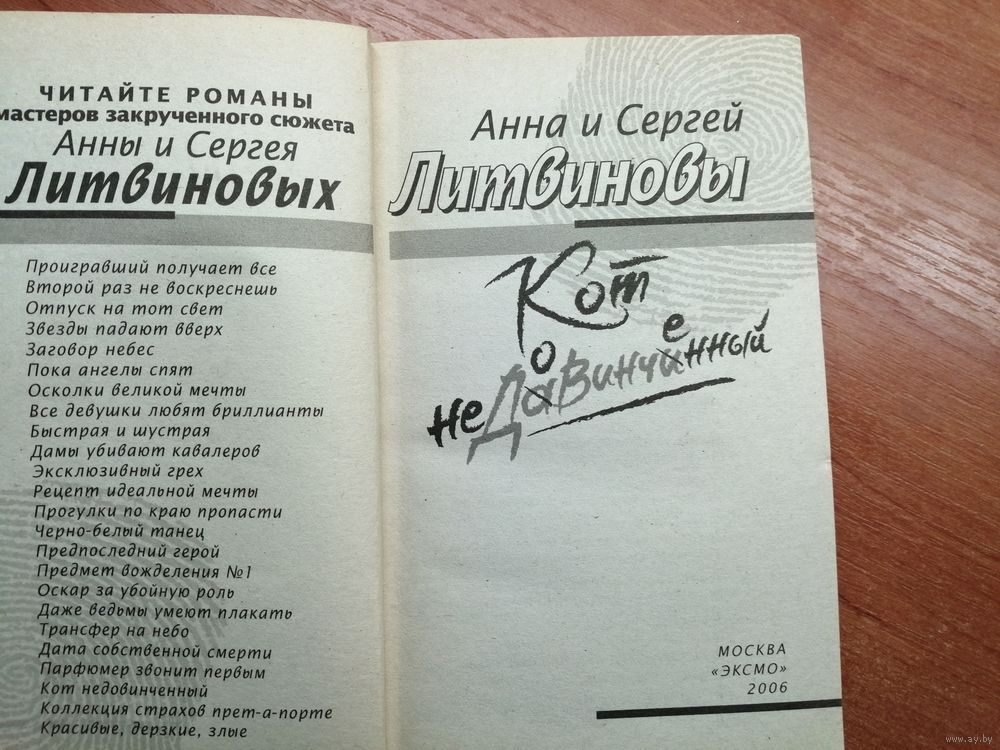 ЧИТАЙТЕ РОМАНЫ
мастеров закрученного сюжета
Анны и Сергея
Литвиновых
Проигравший получает все
Второй раз не воскреснешь
Отпуск на тот свет
Звезды падают вверх
Заговор небес
Пока ангелы спят
Осколки великой мечты
Все девушки любят бриллианты
Быстрая и шустрая
Дамы убивают кавалеров
Эксклюзивный грех
Рецепт идеальной мечты
Прогулки по краю пропасти
Черно-белый танец
Предпоследний герой
Предмет вожделения №1
Оскар за убойную роль
Даже ведьмы умеют плакать
Трансфер на небо
Дата собственной смерти
Парфюмер звонит первым
Кот недовинченный
Коллекция страхов прет-а-порте
Красивые, дерзкие, злые
Анна и Сергей
Литвиновы
Кот
о е
неДавинчинный
МОСКВА
«ЭКСМО»
2006
www.ay.by